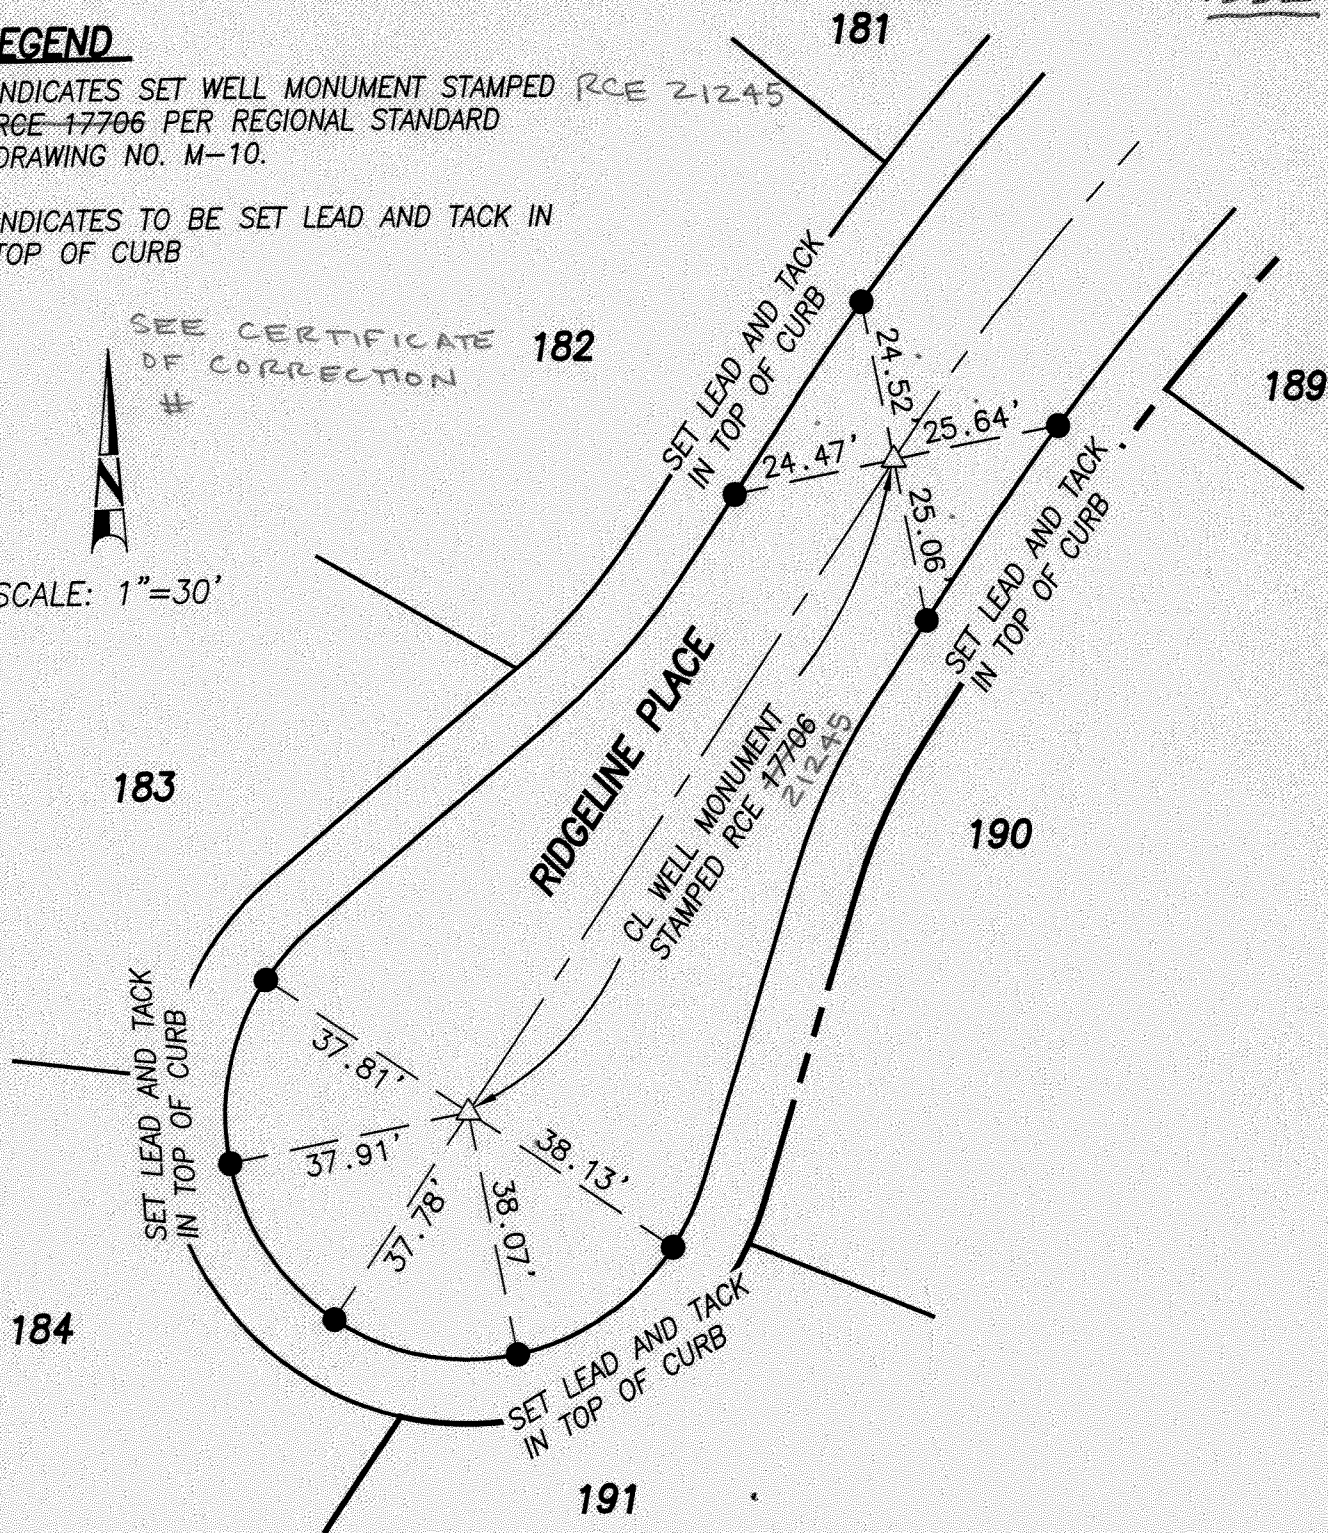 EGEND
NDICATES SET WELL MONUMENT STAMPED RCE 21245
RCE 17706 PER REGIONAL STANDARD
DRAWING NO. M-10.
NDICATES TO BE SET LEAD AND TACK IN
TOP OF CURB
SEE CERTIFICATE
OF CORRECTION
#
N
SCALE: 1"=30'
181
182
189
SET LEAD AND TACK
IN TOP OF CURB
24.52'
25.64'
24.47'
25.06'
SET LEAD AND TACK
IN TOP OF CURB
RIDGELINE PLACE
CL WELL MONUMENT
STAMPED RCE 17706
21245
183
190
SET LEAD AND TACK
IN TOP OF CURB
37.81'
37.91'
37.78'
38.07'
38.13'
184
SET LEAD AND TACK
IN TOP OF CURB
191